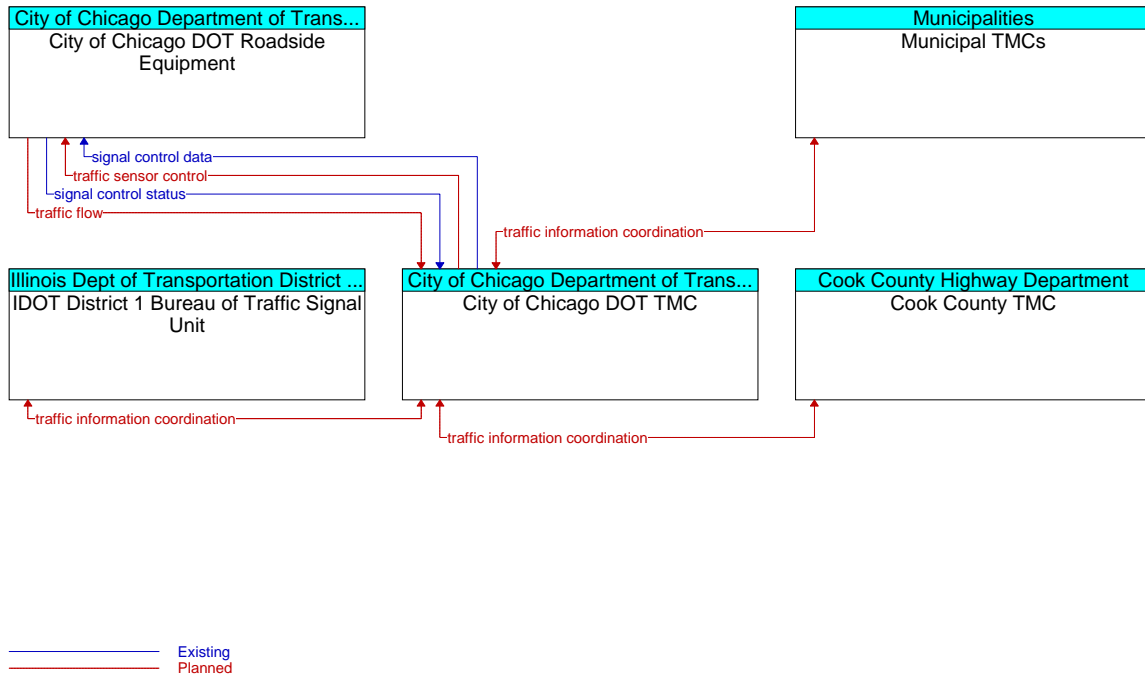 City of Chicago Department of Trans...
City of Chicago DOT Roadside
Equipment
Municipalities
Municipal TMCs
signal control data
traffic sensor control
signal control status
traffic flow
traffic information coordination
Illinois Dept of Transportation District ...
IDOT District 1 Bureau of Traffic Signal
Unit
City of Chicago Department of Trans...
City of Chicago DOT TMC
Cook County Highway Department
Cook County TMC
traffic information coordination
traffic information coordination
Existing
Planned